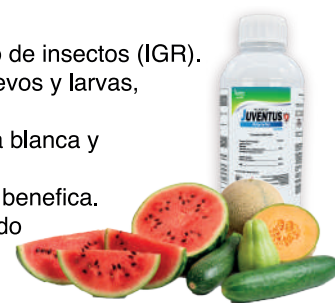 o de insectos (IGR).
evos y larvas,
a blanca y
benefica.
do
JUVENTUS